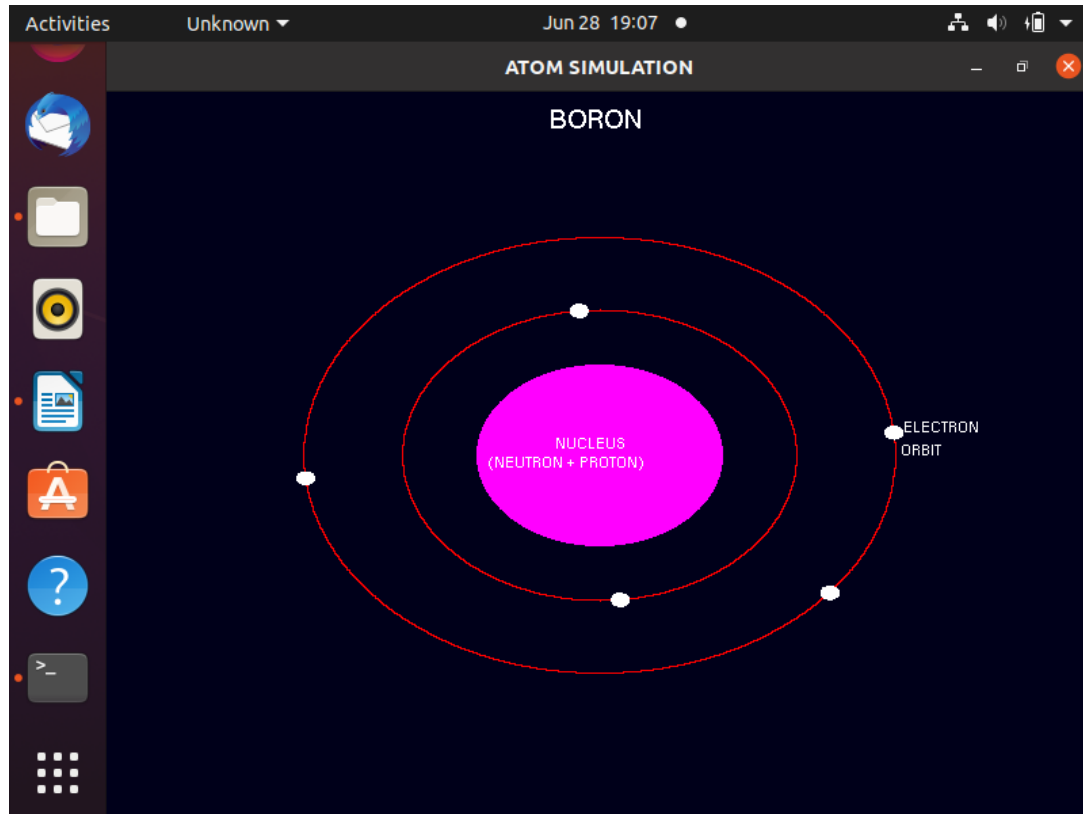 Activities Unknown Jun 28 19:07
ATOM SIMULATION
BORON
NUCLEUS
(NEUTRON + PROTON)
ELECTRON
ORBIT
A
?
>_